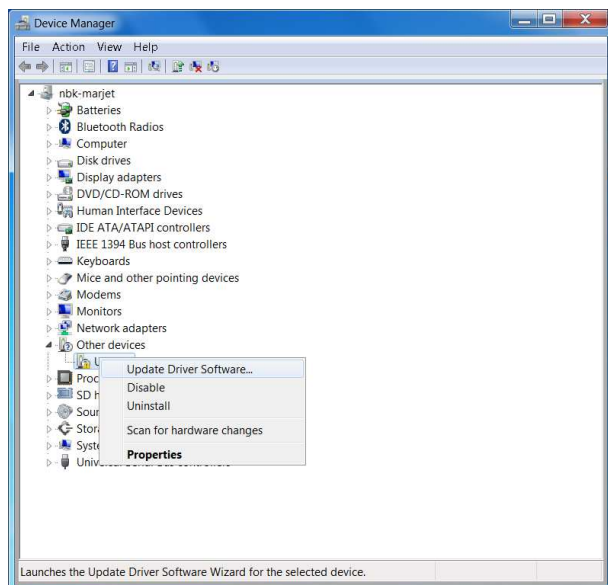 Device Manager
File Action View Help
nbk-marjet
Batteries
Bluetooth Radios
Computer
Disk drives
Display adapters
DVD/CD-ROM drives
Human Interface Devices
IDE ATA/ATAPI controllers
IEEE 1394 Bus host controllers
Keyboards
Mice and other pointing devices
Modems
Monitors
Network adapters
Other devices
Update Driver Software...
Disable
Uninstall
Scan for hardware changes
Properties
Launches the Update Driver Software Wizard for the selected device.